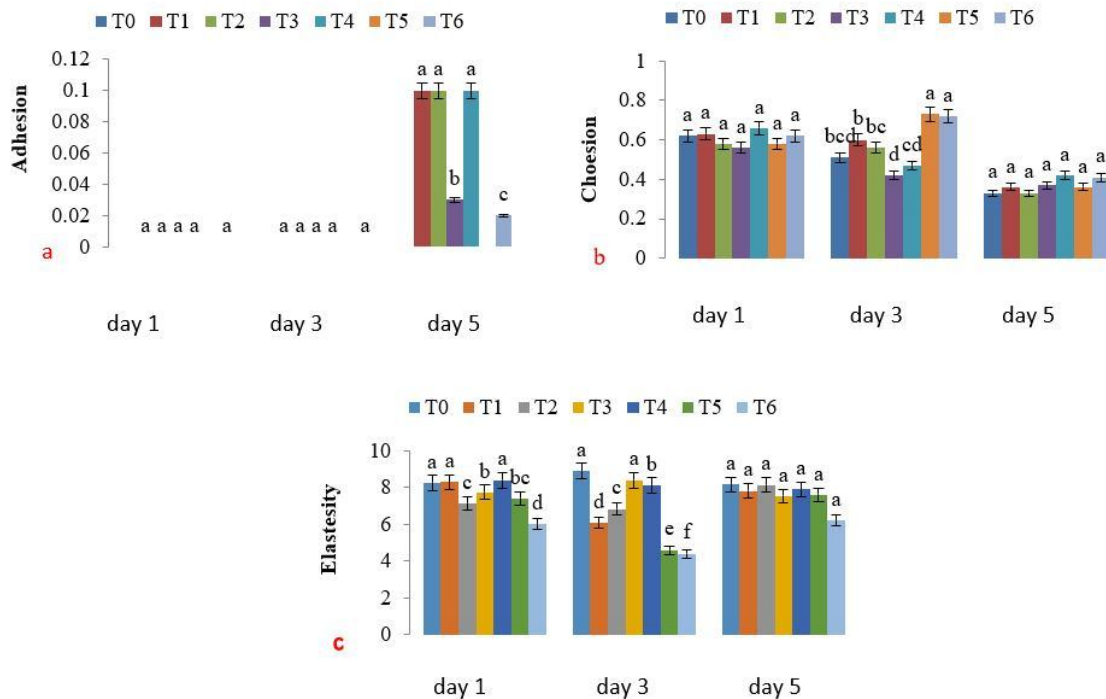 T0 T1 T2 T3 T4 T5 T6
Adhesion
0.12
0.1
0.08
0.06
0.04
0.02
0
a a a a a
a a a a a
a a b a c
a
day 1 day 3 day 5
T0 T1 T2 T3 T4 T5 T6
Choesion
1
0.8
0.6
0.4
0.2
0
a a a a a a a
bcd b bc d cd a a
a a a a a a a
b
day 1 day 3 day 5
T0 T1 T2 T3 T4 T5 T6
Elastesity
10
8
6
4
2
0
a a c b a bc d
a d c a b e f
a a a a a a a
c
day 1 day 3 day 5